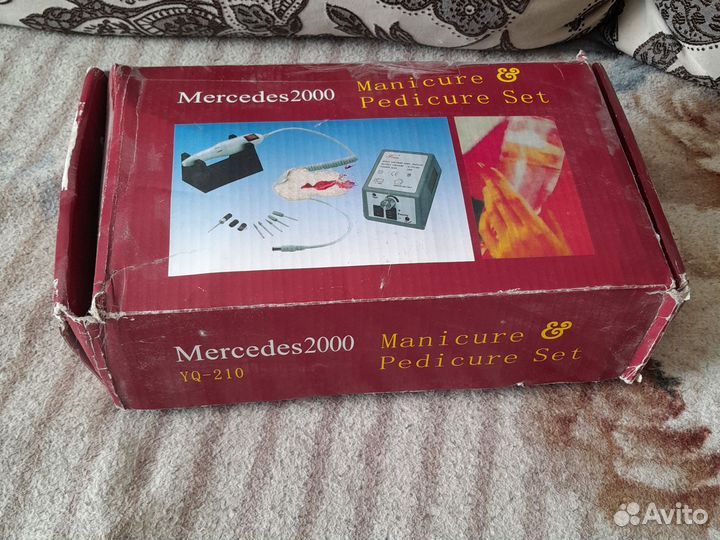 Mercedes2000
Manicure &
Pedicure Set
Mercedes2000
YQ-210
Manicure &
Pedicure Set
Avito